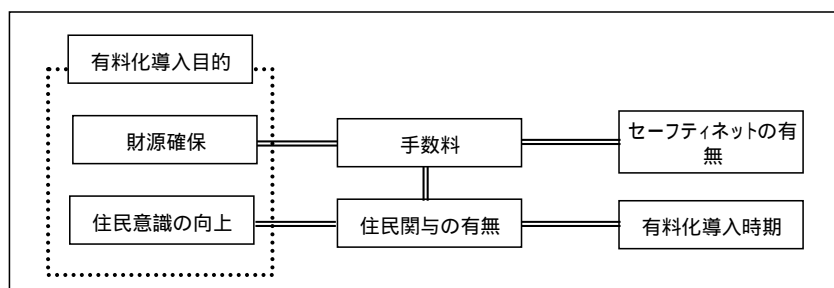 有料化導入目的
財源確保
手数料
セーフティネットの有
無
住民意識の向上
住民関与の有無
有料化導入時期